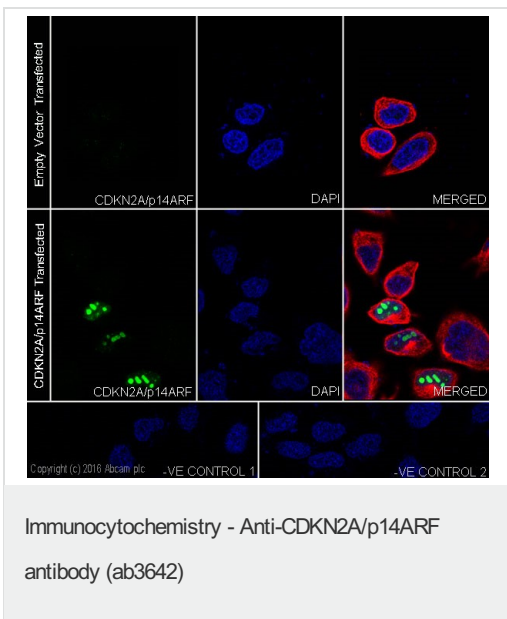 Empty Vector Transfected
CDKN2A/p14ARF
DAPI
MERGED
CDKN2A/p14ARF Transfected
CDKN2A/p14ARF
DAPI
MERGED
Copyright (c) 2016 Abcam plc
-VE CONTROL 1
-VE CONTROL 2
Immunocytochemistry - Anti-CDKN2A/p14ARF
antibody (ab3642)